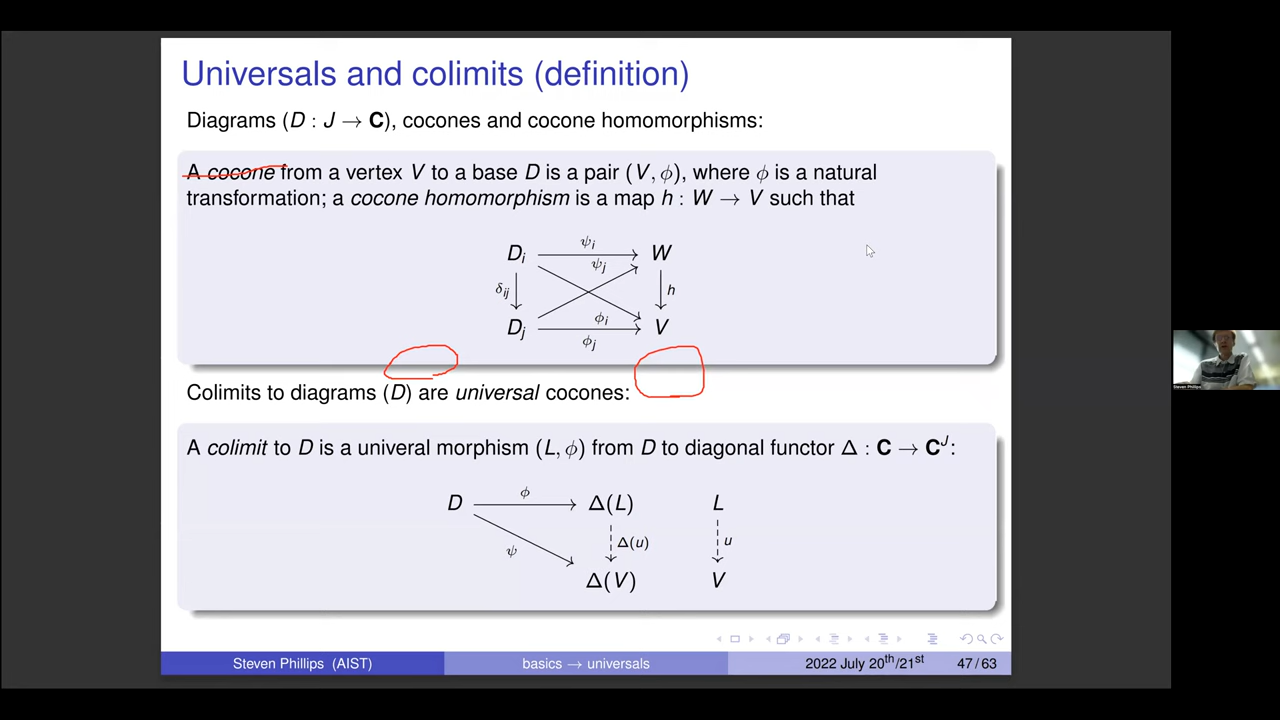 Universals and colimits (definition)
Diagrams (D : J → C), cocones and cocone homomorphisms:
A cocone from a vertex V to a base D is a pair (V, ϕ), where ϕ is a natural
transformation; a cocone homomorphism is a map h : W → V such that
D_i ψ_i W
ψ_j
δ_ij h
D_j ϕ_i V
ϕ_j
Colimits to diagrams (D) are universal cocones:
A colimit to D is a univeral morphism (L, ϕ) from D to diagonal functor Δ : C → C^J:
D ϕ Δ(L) L
ψ Δ(u) u
Δ(V) V
Steven Phillips (AIST) basics → universals 2022 July 20th/21st 47 / 63
Steven Phillips